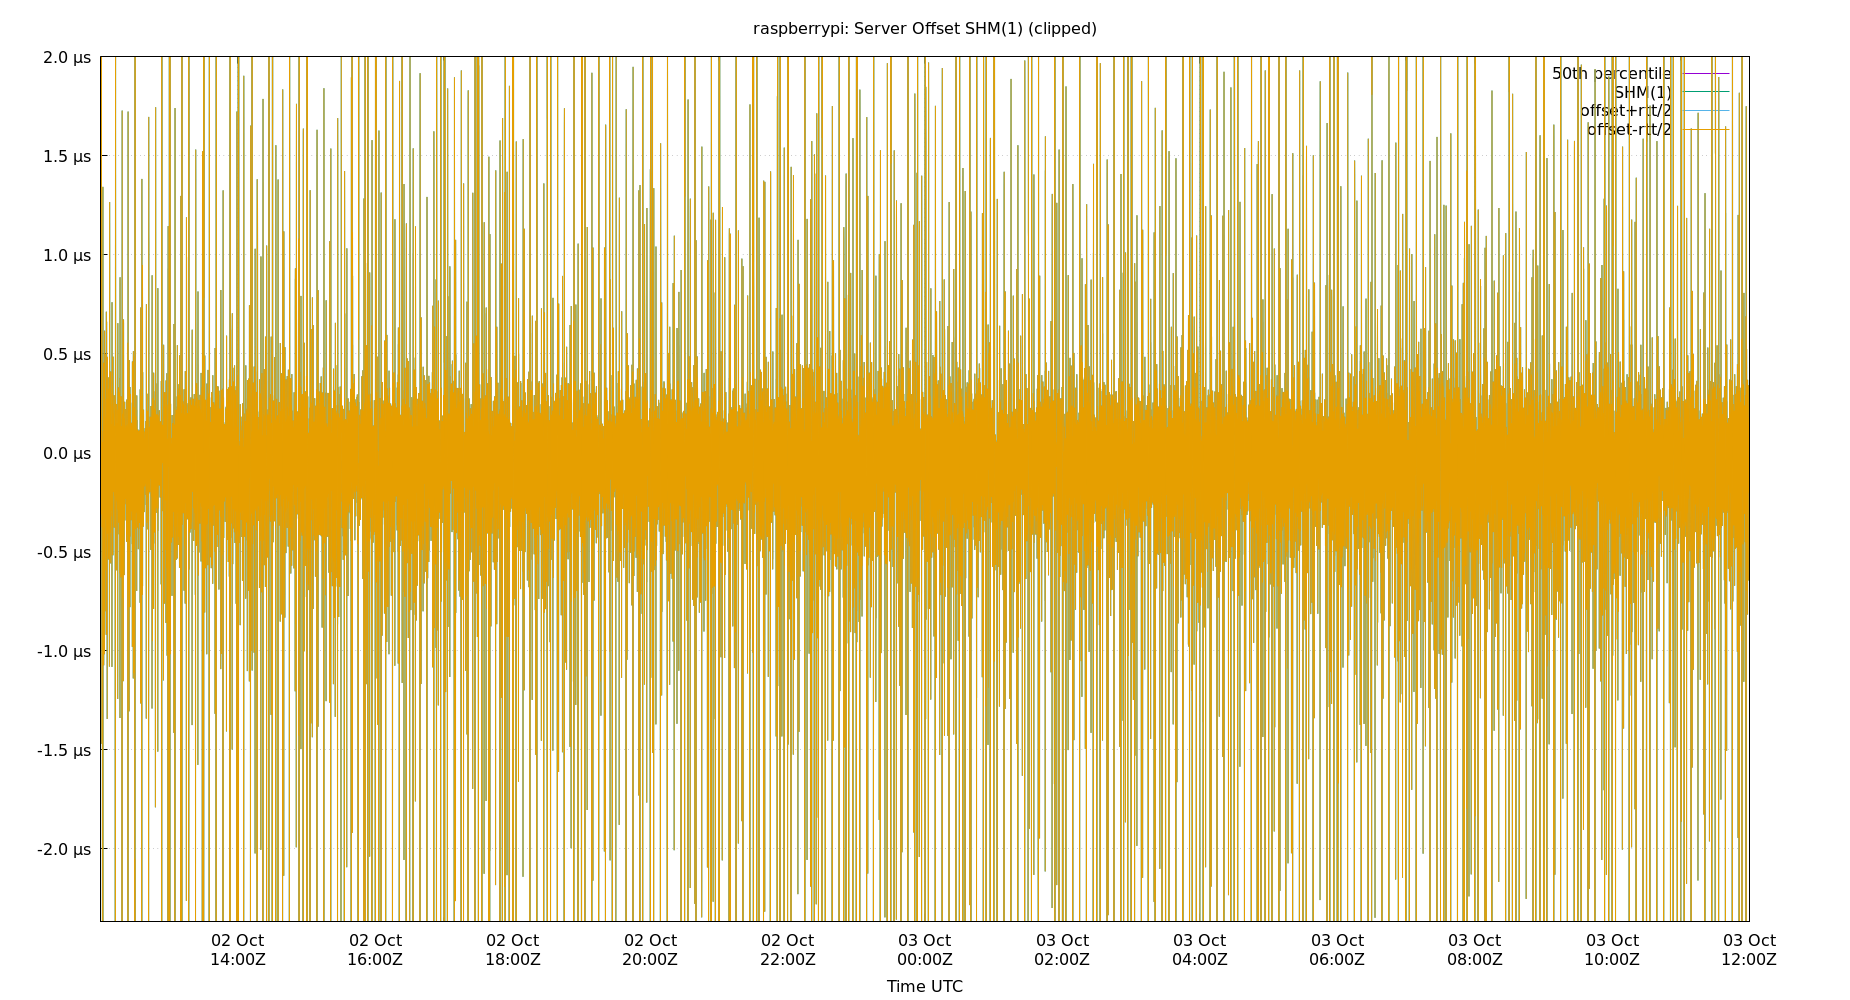 raspberrypi: Server Offset SHM(1) (clipped)
2.0 µs
1.5 µs
1.0 µs
0.5 µs
0.0 µs
-0.5 µs
-1.0 µs
-1.5 µs
-2.0 µs
50th percentile
SHM(1)
offset+rtt/2
offset-rtt/2
02 Oct 02 Oct 02 Oct 02 Oct 02 Oct 03 Oct 03 Oct 03 Oct 03 Oct 03 Oct 03 Oct 03 Oct
14:00Z 16:00Z 18:00Z 20:00Z 22:00Z 00:00Z 02:00Z 04:00Z 06:00Z 08:00Z 10:00Z 12:00Z
Time UTC